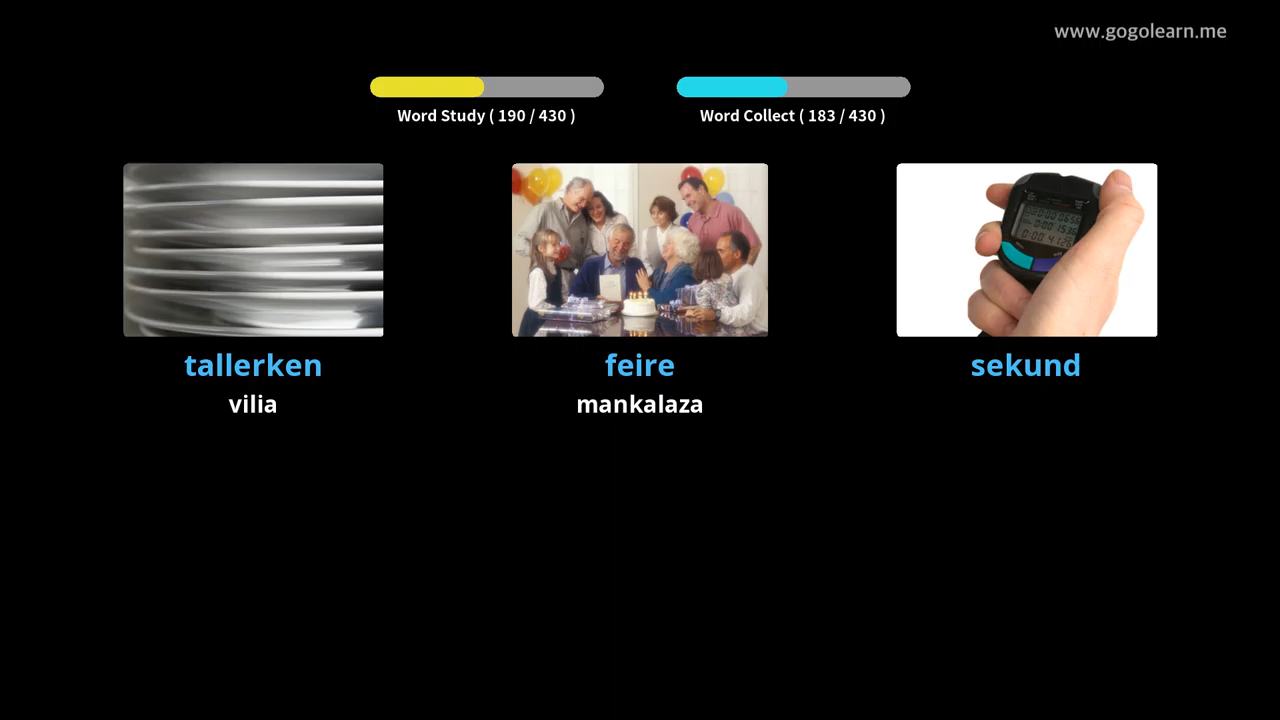 www.gogolearn.me
Word Study ( 190 / 430 )
Word Collect ( 183 / 430 )
tallerken
vilia
feire
mankalaza
sekund